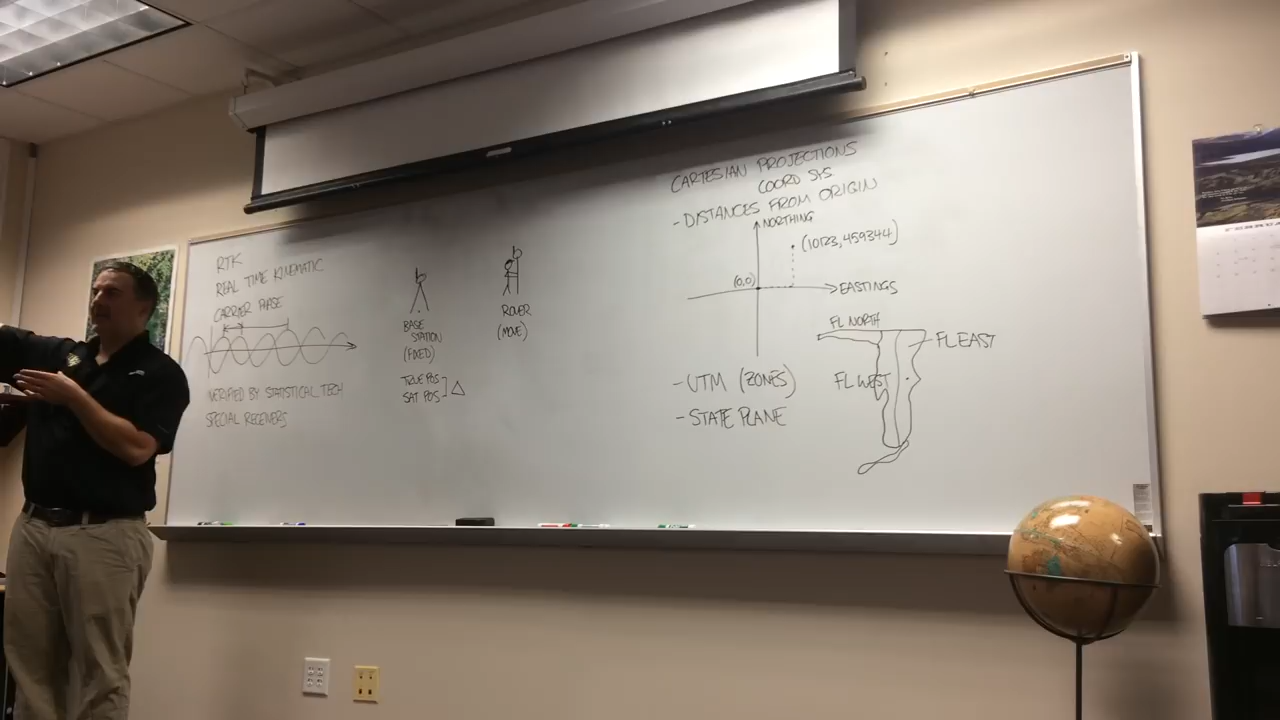 RTK
REAL TIME KINEMATIC
CARRIER PHASE
VERIFIED BY STATISTICAL TECH
SPECIAL RECEIVERS
BASE
STATION
(FIXED)
TRUE POS
SAT POS
ROVER
(MOVE)
CARTESIAN PROJECTIONS
COORD SYS
- DISTANCES FROM ORIGIN
NORTHING
(10123, 459344)
(0,0)
EASTINGS
FL NORTH
FL EAST
FL WEST
- UTM (ZONES)
- STATE PLANE